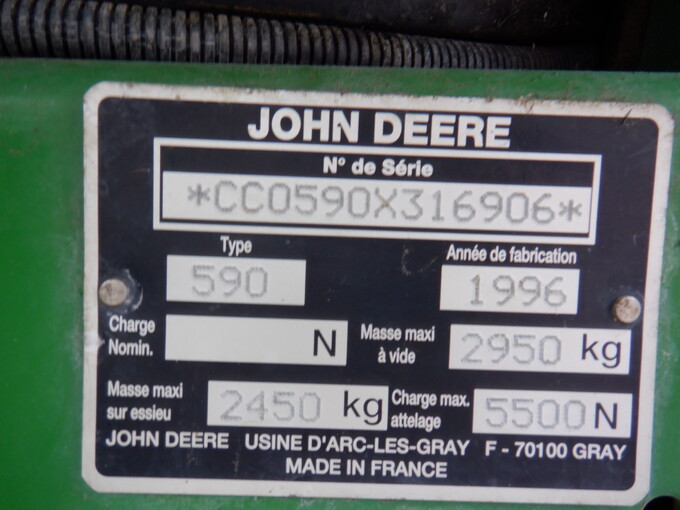 JOHN DEERE
N° de Série
*CC0590X316906*
Type Année de fabrication
590 1996
Charge Nomin. N Masse maxi à vide 2950 kg
Masse maxi sur essieu 2450 kg Charge max. attelage 5500 N
JOHN DEERE USINE D'ARC-LES-GRAY F - 70100 GRAY
MADE IN FRANCE